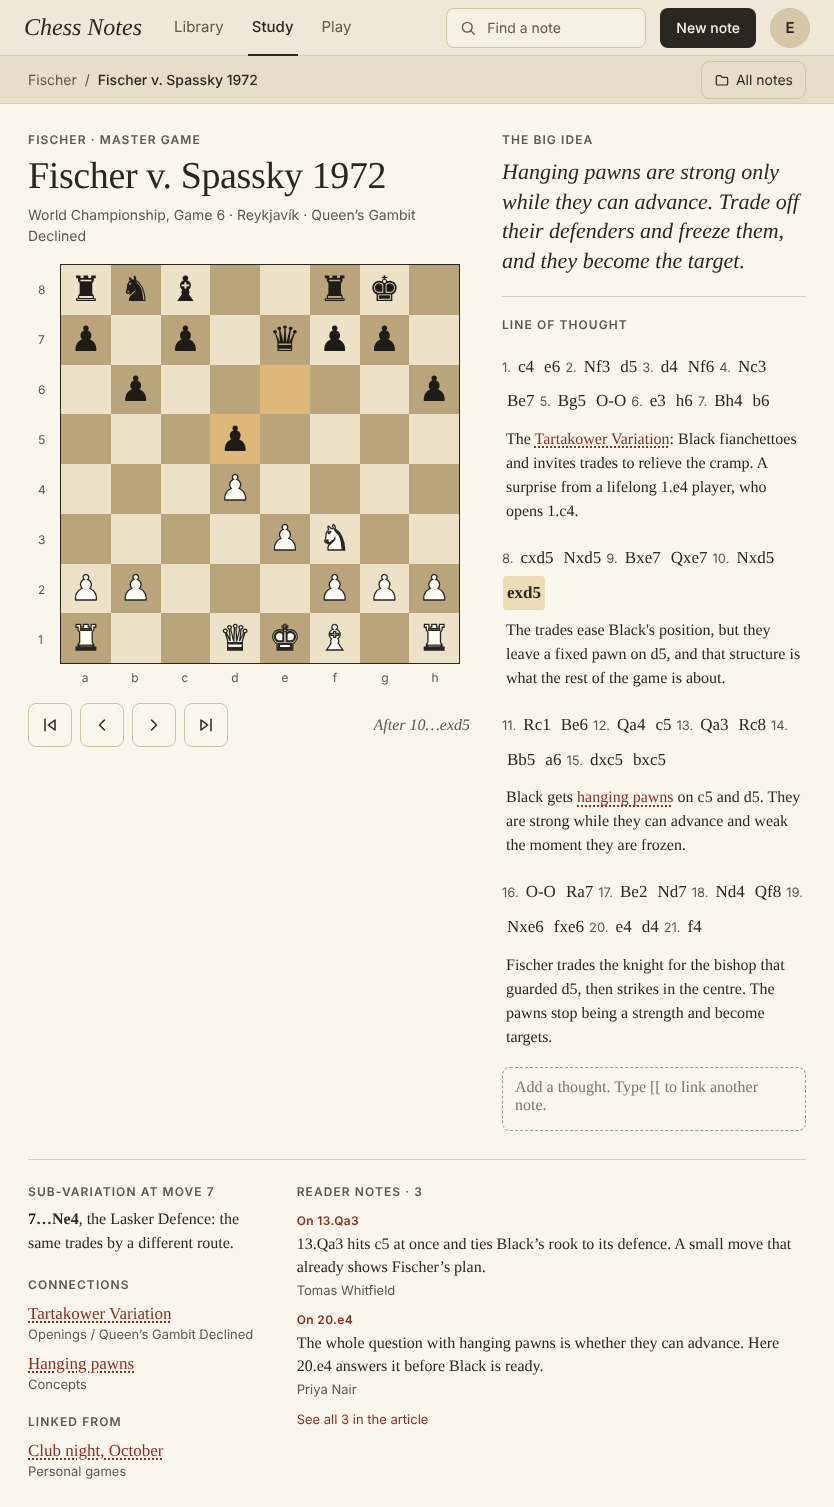 Chess Notes
Library
Study
Play
Find a note
New note
E
Fischer / Fischer v. Spassky 1972
All notes
FISCHER · MASTER GAME
Fischer v. Spassky 1972
World Championship, Game 6 · Reykjavík · Queen’s Gambit
Declined
8
7
6
5
4
3
2
1
a b c d e f g h
After 10…exd5
THE BIG IDEA
Hanging pawns are strong only
while they can advance. Trade off
their defenders and freeze them,
and they become the target.
LINE OF THOUGHT
1. c4 e6 2. Nf3 d5 3. d4 Nf6 4. Nc3
Be7 5. Bg5 O-O 6. e3 h6 7. Bh4 b6
The Tartakower Variation: Black fianchettoes
and invites trades to relieve the cramp. A
surprise from a lifelong 1.e4 player, who
opens 1.c4.
8. cxd5 Nxd5 9. Bxe7 Qxe7 10. Nxd5
exd5
The trades ease Black's position, but they
leave a fixed pawn on d5, and that structure is
what the rest of the game is about.
11. Rc1 Be6 12. Qa4 c5 13. Qa3 Rc8 14.
Bb5 a6 15. dxc5 bxc5
Black gets hanging pawns on c5 and d5. They
are strong while they can advance and weak
the moment they are frozen.
16. O-O Ra7 17. Be2 Nd7 18. Nd4 Qf8 19.
Nxe6 fxe6 20. e4 d4 21. f4
Fischer trades the knight for the bishop that
guarded d5, then strikes in the centre. The
pawns stop being a strength and become
targets.
Add a thought. Type [[ to link another
note.
SUB-VARIATION AT MOVE 7
7…Ne4, the Lasker Defence: the
same trades by a different route.
CONNECTIONS
Tartakower Variation
Openings / Queen’s Gambit Declined
Hanging pawns
Concepts
LINKED FROM
Club night, October
Personal games
READER NOTES · 3
On 13.Qa3
13.Qa3 hits c5 at once and ties Black’s rook to its defence. A small move that
already shows Fischer’s plan.
Tomas Whitfield
On 20.e4
The whole question with hanging pawns is whether they can advance. Here
20.e4 answers it before Black is ready.
Priya Nair
See all 3 in the article